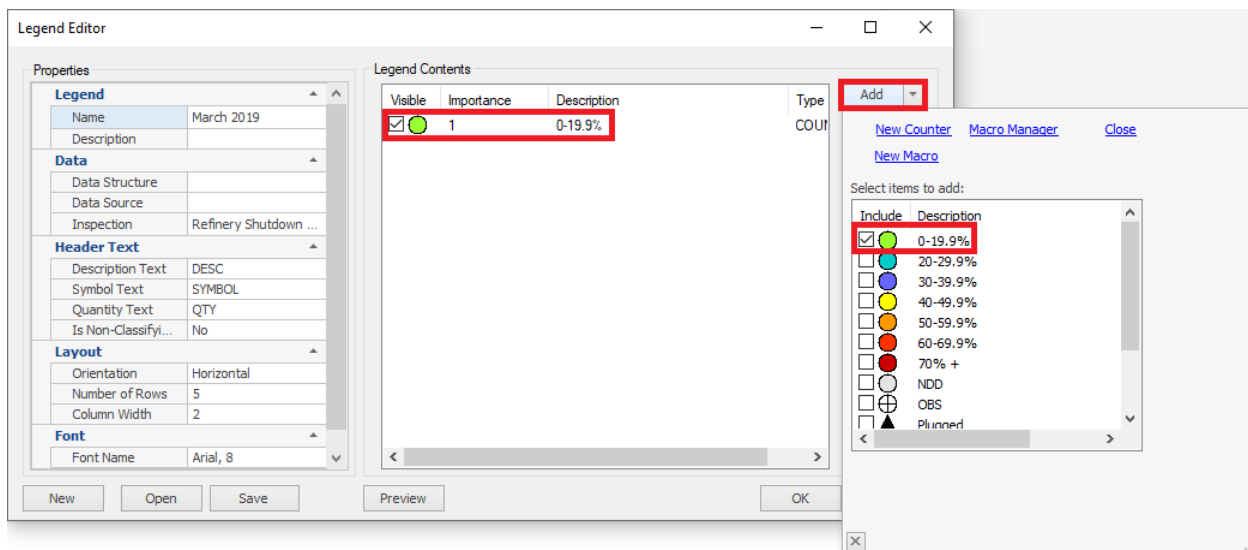 Legend Editor
Properties
Legend
Name March 2019
Description
Data
Data Structure
Data Source
Inspection Refinery Shutdown ...
Header Text
Description Text DESC
Symbol Text SYMBOL
Quantity Text QTY
Is Non-Classifyi... No
Layout
Orientation Horizontal
Number of Rows 5
Column Width 2
Font
Font Name Arial, 8
New Open Save
Legend Contents
Visible Importance Description Type
1 0-19.9% COUN
Preview OK
Add
New Counter Macro Manager Close
New Macro
Select items to add:
Include Description
0-19.9%
20-29.9%
30-39.9%
40-49.9%
50-59.9%
60-69.9%
70% +
NDD
OBS
Plugged